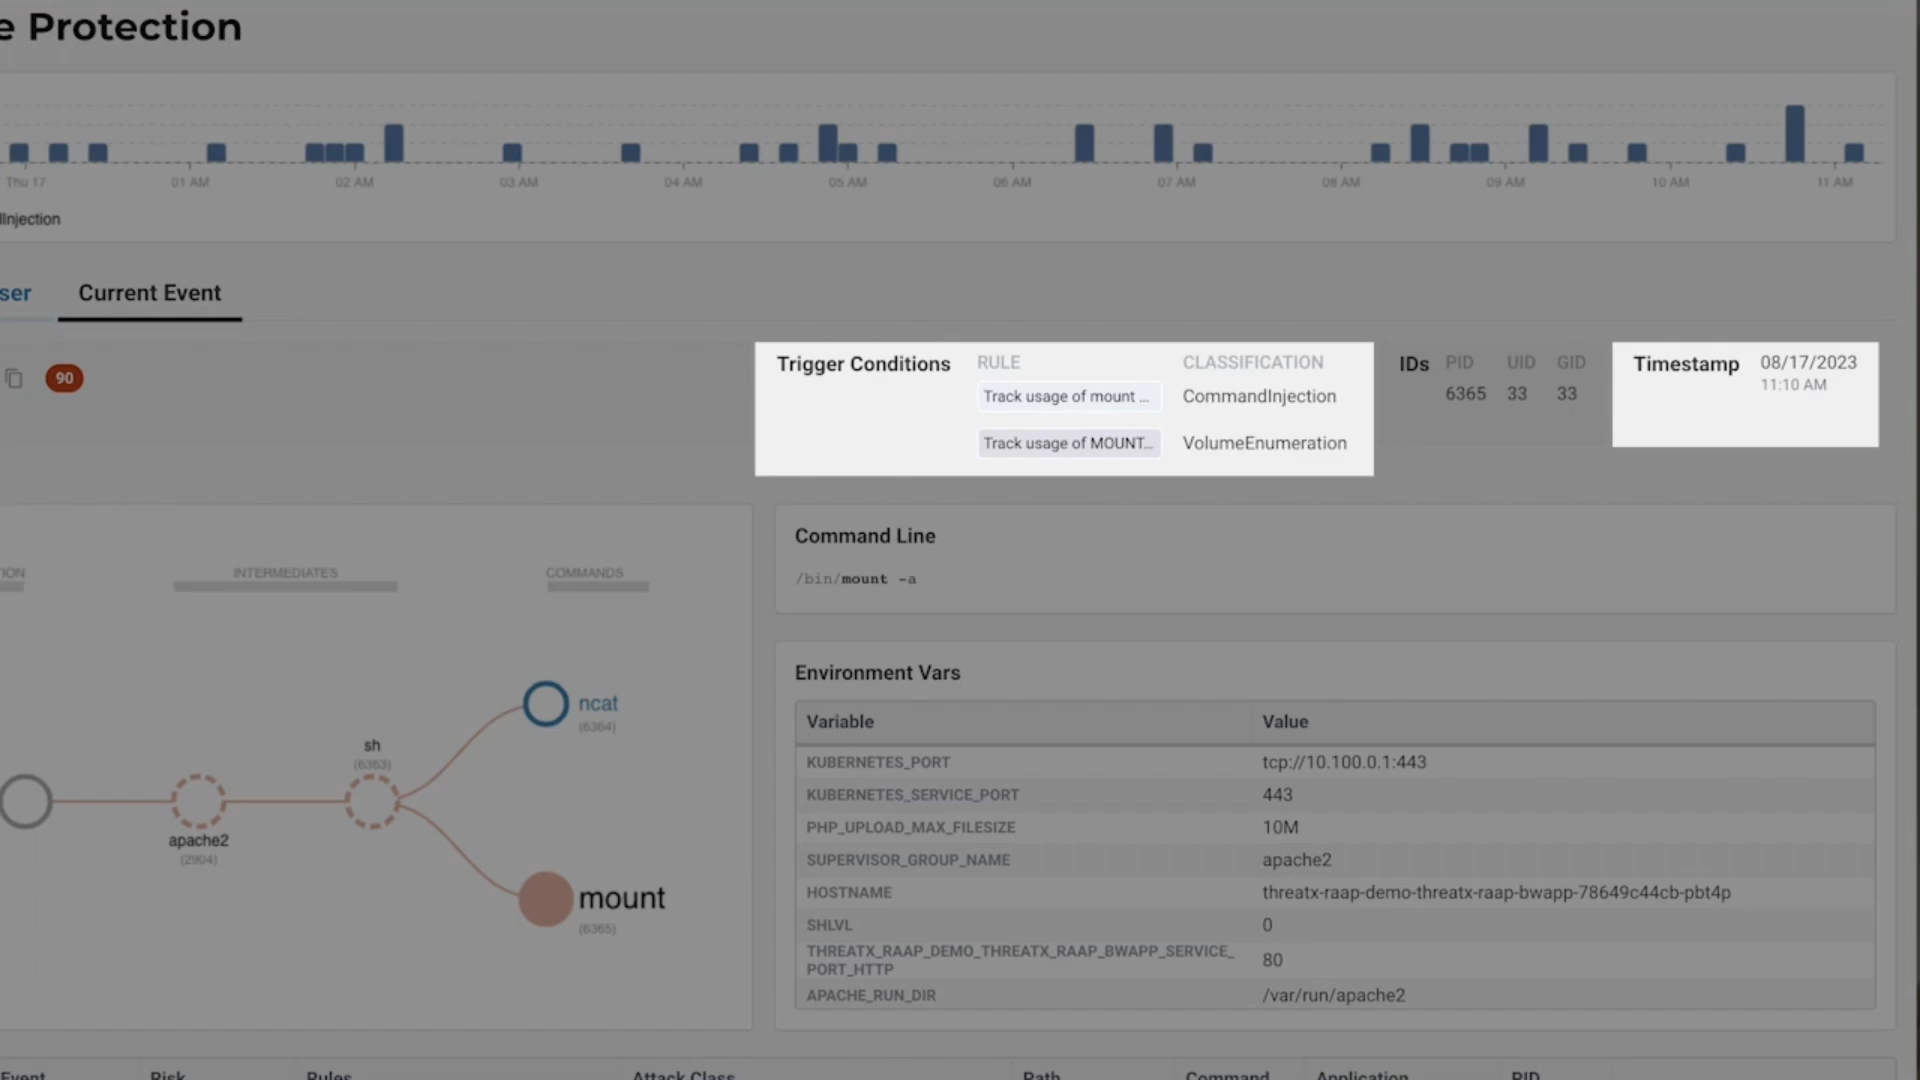 e Protection
Thu 17 01 AM 02 AM 03 AM 04 AM 05 AM 06 AM 07 AM 08 AM 09 AM 10 AM 11 AM
Injection
ser Current Event
90
Trigger Conditions RULE CLASSIFICATION
Track usage of mount ... CommandInjection
Track usage of MOUNT... VolumeEnumeration
IDs PID UID GID
6365 33 33
Timestamp 08/17/2023
11:10 AM
ION INTERMEDIATES COMMANDS
ncat
(6364)
sh
(6363)
apache2
(2904)
mount
(6365)
Command Line
/bin/mount -a
Environment Vars
Variable Value
KUBERNETES_PORT tcp://10.100.0.1:443
KUBERNETES_SERVICE_PORT 443
PHP_UPLOAD_MAX_FILESIZE 10M
SUPERVISOR_GROUP_NAME apache2
HOSTNAME threatx-raap-demo-threatx-raap-bwapp-78649c44cb-pbt4p
SHLVL 0
THREATX_RAAP_DEMO_THREATX_RAAP_BWAPP_SERVICE_
PORT_HTTP 80
APACHE_RUN_DIR /var/run/apache2
Event Risk Rules Attack Class Path Command Application PID